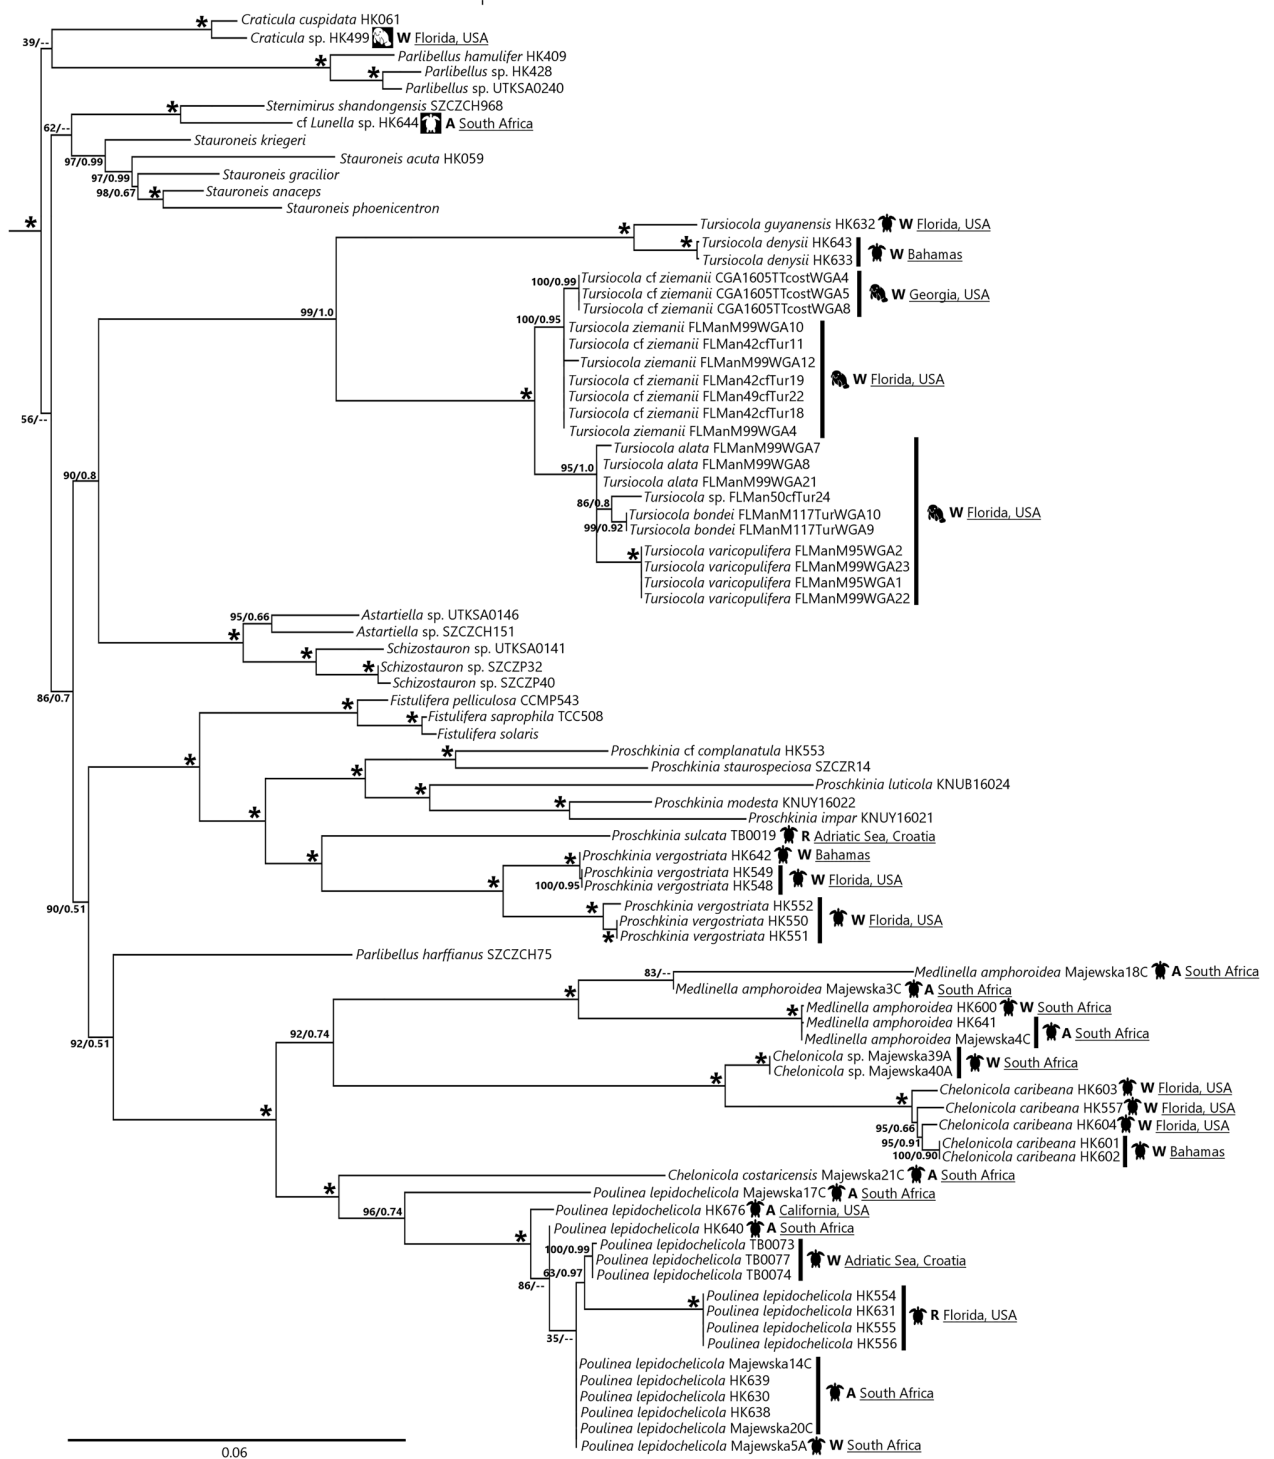 Craticula cuspidata HK061
39/--
Craticula sp. HK499 W Florida, USA
Parlibellus hamulifer HK409
Parlibellus sp. HK428
Parlibellus sp. UTKSA0240
Sternimirus shandongensis SZCZCH968
62/--
cf Lunella sp. HK644 A South Africa
Stauroneis kriegeri
97/0.99
Stauroneis acuta HK059
97/0.99
Stauroneis gracilior
98/0.67
Stauroneis anaceps
Stauroneis phoenicentron
Tursiocola guyanensis HK632 W Florida, USA
Tursiocola denysii HK643
Tursiocola denysii HK633
W Bahamas
100/0.99
Tursiocola cf ziemanii CGA1605TTcostWGA4
Tursiocola cf ziemanii CGA1605TTcostWGA5
Tursiocola cf ziemanii CGA1605TTcostWGA8
W Georgia, USA
99/1.0
100/0.95
Tursiocola ziemanii FLManM99WGA10
Tursiocola cf ziemanii FLMan42cfTur11
Tursiocola ziemanii FLManM99WGA12
Tursiocola cf ziemanii FLMan42cfTur19
Tursiocola cf ziemanii FLMan49cfTur22
Tursiocola cf ziemanii FLMan42cfTur18
Tursiocola ziemanii FLManM99WGA4
W Florida, USA
56/--
Tursiocola alata FLManM99WGA7
95/1.0
Tursiocola alata FLManM99WGA8
Tursiocola alata FLManM99WGA21
90/0.8
Tursiocola sp. FLMan50cfTur24
86/0.8
Tursiocola bondei FLManM117TurWGA10
99/0.92
Tursiocola bondei FLManM117TurWGA9
Tursiocola varicopulifera FLManM95WGA2
Tursiocola varicopulifera FLManM99WGA23
Tursiocola varicopulifera FLManM95WGA1
Tursiocola varicopulifera FLManM99WGA22
W Florida, USA
95/0.66
Astartiella sp. UTKSA0146
Astartiella sp. SZCZCH151
Schizostauron sp. UTKSA0141
Schizostauron sp. SZCZP32
Schizostauron sp. SZCZP40
86/0.7
Fistulifera pelliculosa CCMP543
Fistulifera saprophila TCC508
Fistulifera solaris
Proschkinia cf complanatula HK553
Proschkinia staurospeciosa SZCZR14
Proschkinia luticola KNUB16024
Proschkinia modesta KNUY16022
Proschkinia impar KNUY16021
Proschkinia sulcata TB0019 R Adriatic Sea, Croatia
Proschkinia vergostriata HK642 W Bahamas
Proschkinia vergostriata HK549
100/0.95
Proschkinia vergostriata HK548
W Florida, USA
90/0.51
Proschkinia vergostriata HK552
Proschkinia vergostriata HK550
Proschkinia vergostriata HK551
W Florida, USA
Parlibellus harffianus SZCZCH75
83/--
Medlinella amphoroidea Majewska18C A South Africa
Medlinella amphoroidea Majewska3C A South Africa
Medlinella amphoroidea HK600 W South Africa
Medlinella amphoroidea HK641
Medlinella amphoroidea Majewska4C
A South Africa
92/0.74
92/0.51
Chelonicola sp. Majewska39A
Chelonicola sp. Majewska40A
W South Africa
Chelonicola caribeana HK603 W Florida, USA
Chelonicola caribeana HK557 W Florida, USA
95/0.66
Chelonicola caribeana HK604 W Florida, USA
95/0.91
Chelonicola caribeana HK601
100/0.90
Chelonicola caribeana HK602
W Bahamas
Chelonicola costaricensis Majewska21C A South Africa
Poulinea lepidochelicola Majewska17C A South Africa
96/0.74
Poulinea lepidochelicola HK676 A California, USA
Poulinea lepidochelicola HK640 A South Africa
100/0.99
Poulinea lepidochelicola TB0073
Poulinea lepidochelicola TB0077
63/0.97
Poulinea lepidochelicola TB0074
W Adriatic Sea, Croatia
86/--
Poulinea lepidochelicola HK554
Poulinea lepidochelicola HK631
Poulinea lepidochelicola HK555
Poulinea lepidochelicola HK556
R Florida, USA
35/--
Poulinea lepidochelicola Majewska14C
Poulinea lepidochelicola HK639
Poulinea lepidochelicola HK630
Poulinea lepidochelicola HK638
Poulinea lepidochelicola Majewska20C
A South Africa
Poulinea lepidochelicola Majewska5A W South Africa
0.06